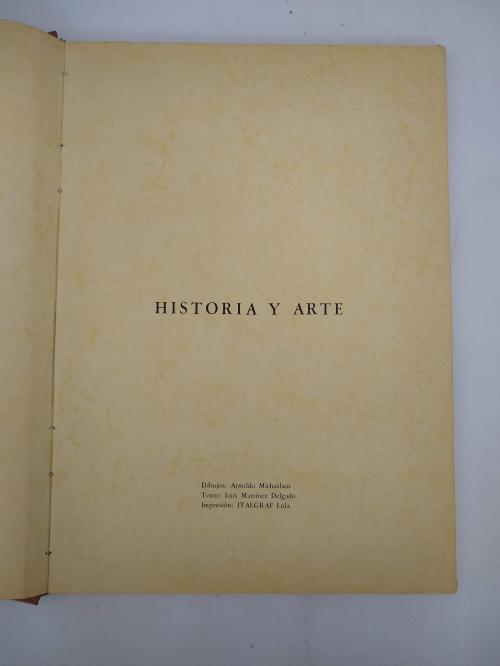 HISTORIA Y ARTE
Dibujos: Arnoldo Michaelsen
Texto: Luis Martínez Delgado
Impresión: ITALGRAF Ltda.